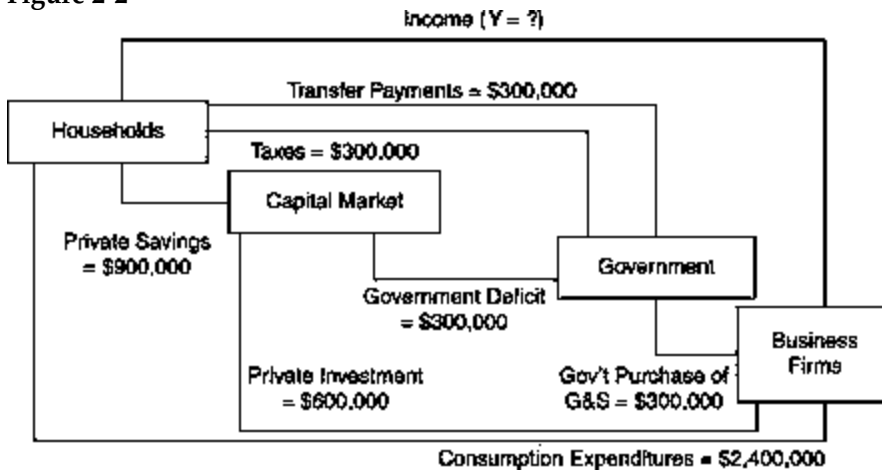 Figure 2-2
Income (Y = ?)
Transfer Payments = $300,000
Households
Taxes = $300,000
Capital Market
Private Savings
= $900,000
Government
Government Deficit
= $300,000
Business
Firms
Private Investment
= $600,000
Gov't Purchase of
G&S = $300,000
Consumption Expenditures = $2,400,000